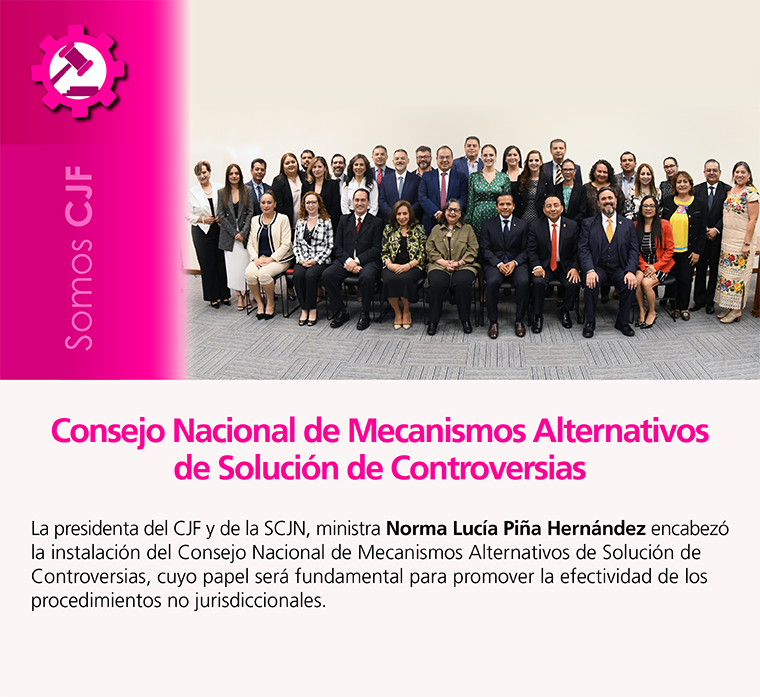 Somos CJF
Consejo Nacional de Mecanismos Alternativos
de Solución de Controversias
La presidenta del CJF y de la SCJN, ministra Norma Lucía Piña Hernández encabezó
la instalación del Consejo Nacional de Mecanismos Alternativos de Solución de
Controversias, cuyo papel será fundamental para promover la efectividad de los
procedimientos no jurisdiccionales.